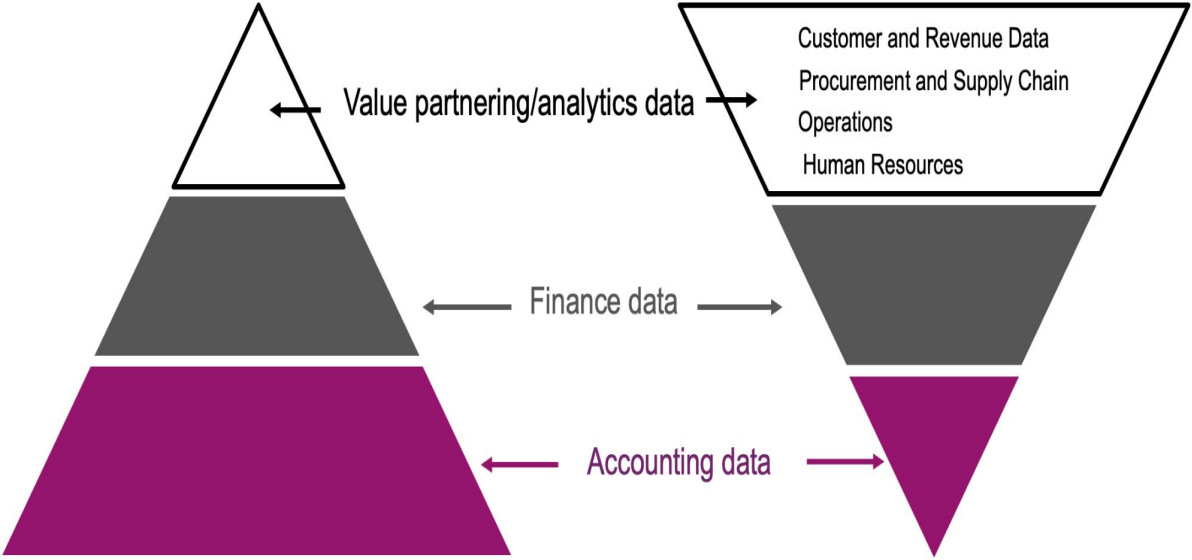 Customer and Revenue Data
Value partnering/analytics data
Procurement and Supply Chain
Operations
Human Resources
Finance data
Accounting data